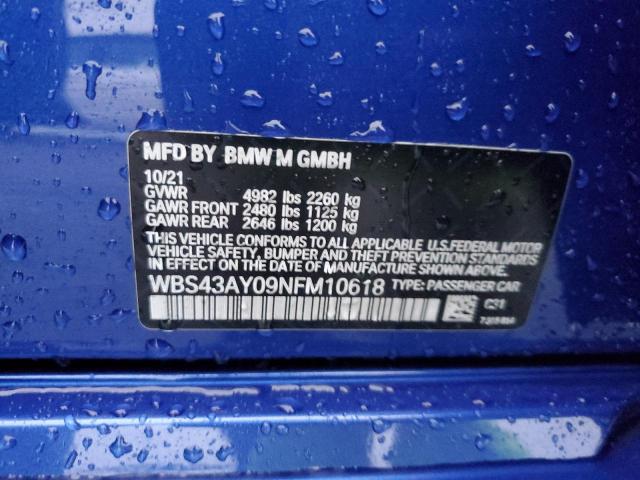 MFD BY BMW M GMBH
10/21
GVWR 4982 lbs 2260 kg
GAWR FRONT 2480 lbs 1125 kg
GAWR REAR 2646 lbs 1200 kg
THIS VEHICLE CONFORMS TO ALL APPLICABLE U.S.FEDERAL MOTOR
VEHICLE SAFETY, BUMPER, AND THEFT PREVENTION STANDARDS
IN EFFECT ON THE DATE OF MANUFACTURE SHOWN ABOVE.
WBS43AY09NFM10618 TYPE: PASSENGER CAR
C31